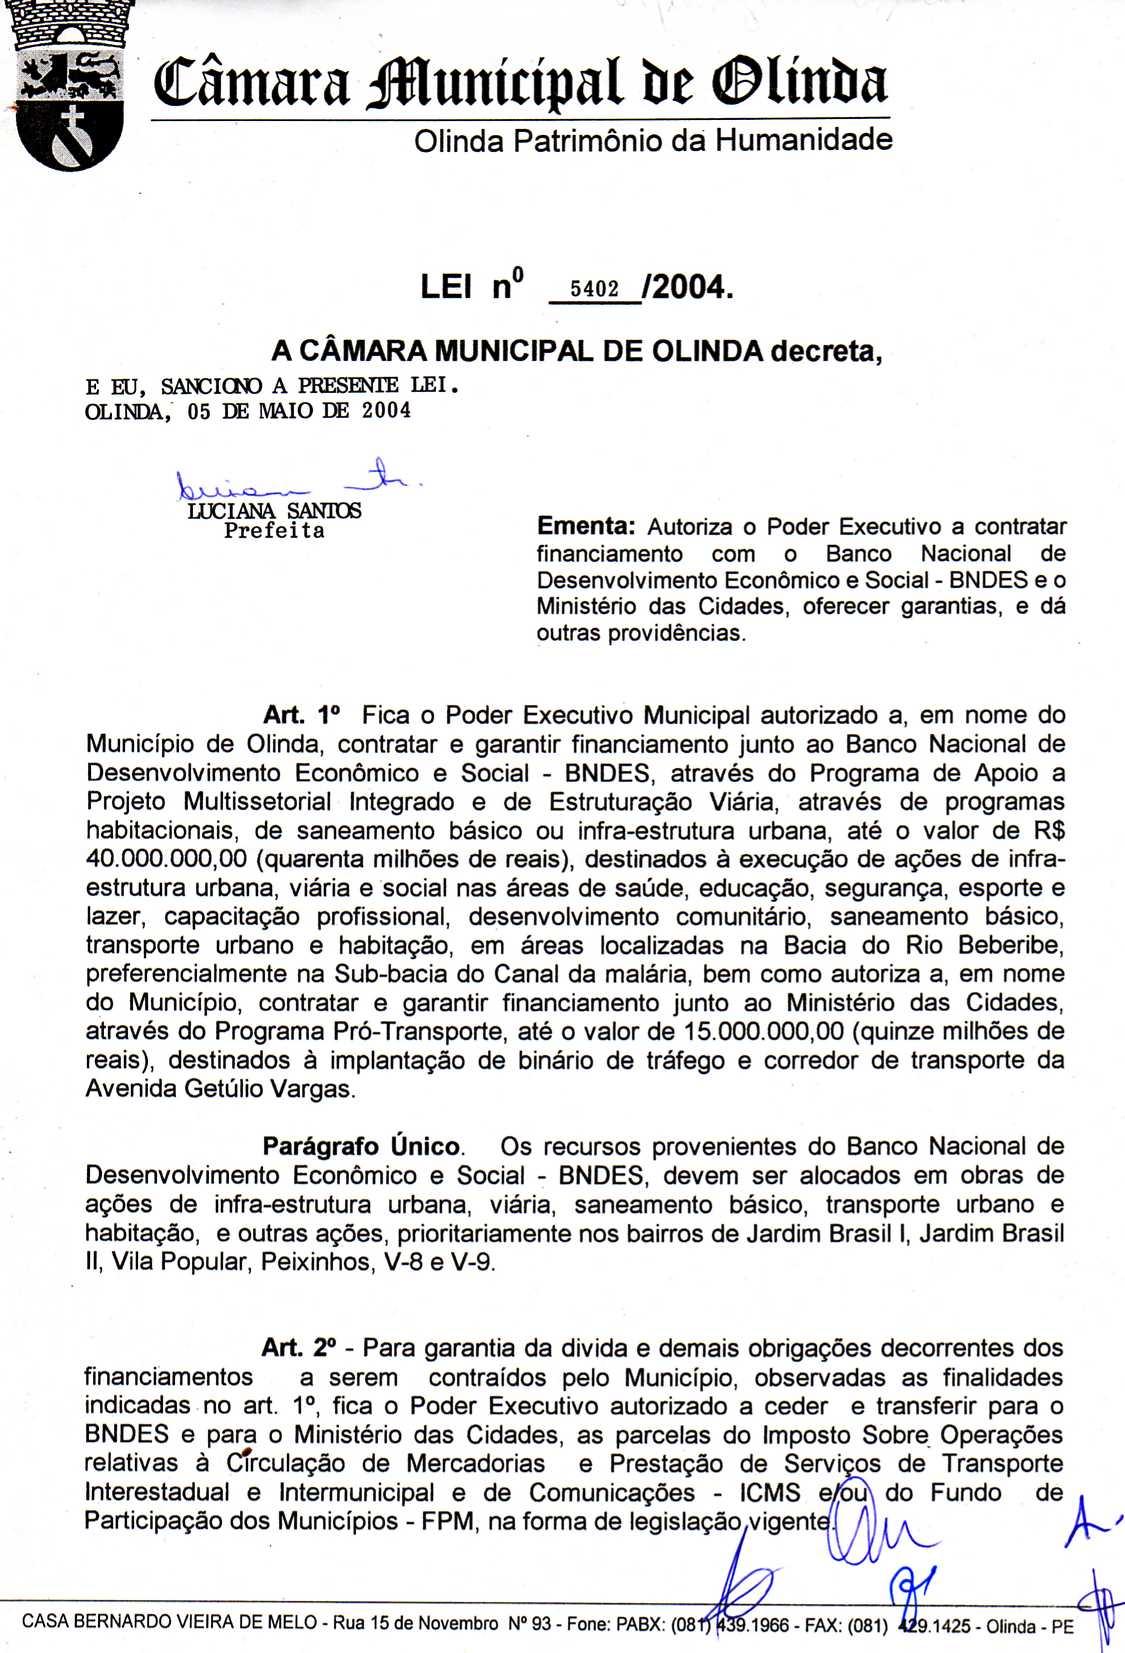 Câmara Municipal de Olinda
Olinda Patrimônio da Humanidade
LEI nº 5402 /2004.
A CÂMARA MUNICIPAL DE OLINDA decreta,
E EU, SANCIONO A PRESENTE LEI.
OLINDA, 05 DE MAIO DE 2004
LUCIANA SANTOS
Prefeita
Ementa: Autoriza o Poder Executivo a contratar
financiamento com o Banco Nacional de
Desenvolvimento Econômico e Social - BNDES e o
Ministério das Cidades, oferecer garantias, e dá
outras providências.
Art. 1º Fica o Poder Executivo Municipal autorizado a, em nome do
Município de Olinda, contratar e garantir financiamento junto ao Banco Nacional de
Desenvolvimento Econômico e Social - BNDES, através do Programa de Apoio a
Projeto Multissetorial Integrado e de Estruturação Viária, através de programas
habitacionais, de saneamento básico ou infra-estrutura urbana, até o valor de R$
40.000.000,00 (quarenta milhões de reais), destinados à execução de ações de infra-
estrutura urbana, viária e social nas áreas de saúde, educação, segurança, esporte e
lazer, capacitação profissional, desenvolvimento comunitário, saneamento básico,
transporte urbano e habitação, em áreas localizadas na Bacia do Rio Beberibe,
preferencialmente na Sub-bacia do Canal da malária, bem como autoriza a, em nome
do Município, contratar e garantir financiamento junto ao Ministério das Cidades,
através do Programa Pró-Transporte, até o valor de 15.000.000,00 (quinze milhões de
reais), destinados à implantação de binário de tráfego e corredor de transporte da
Avenida Getúlio Vargas.
Parágrafo Único. Os recursos provenientes do Banco Nacional de
Desenvolvimento Econômico e Social - BNDES, devem ser alocados em obras de
ações de infra-estrutura urbana, viária, saneamento básico, transporte urbano e
habitação, e outras ações, prioritariamente nos bairros de Jardim Brasil I, Jardim Brasil
II, Vila Popular, Peixinhos, V-8 e V-9.
Art. 2º - Para garantia da divida e demais obrigações decorrentes dos
financiamentos a serem contraídos pelo Município, observadas as finalidades
indicadas no art. 1º, fica o Poder Executivo autorizado a ceder e transferir para o
BNDES e para o Ministério das Cidades, as parcelas do Imposto Sobre Operações
relativas à Circulação de Mercadorias e Prestação de Serviços de Transporte
Interestadual e Intermunicipal e de Comunicações - ICMS e/ou do Fundo de
Participação dos Municípios - FPM, na forma de legislação vigente.
CASA BERNARDO VIEIRA DE MELO - Rua 15 de Novembro Nº 93 - Fone: PABX: (081) 439.1966 - FAX: (081) 429.1425 - Olinda - PE